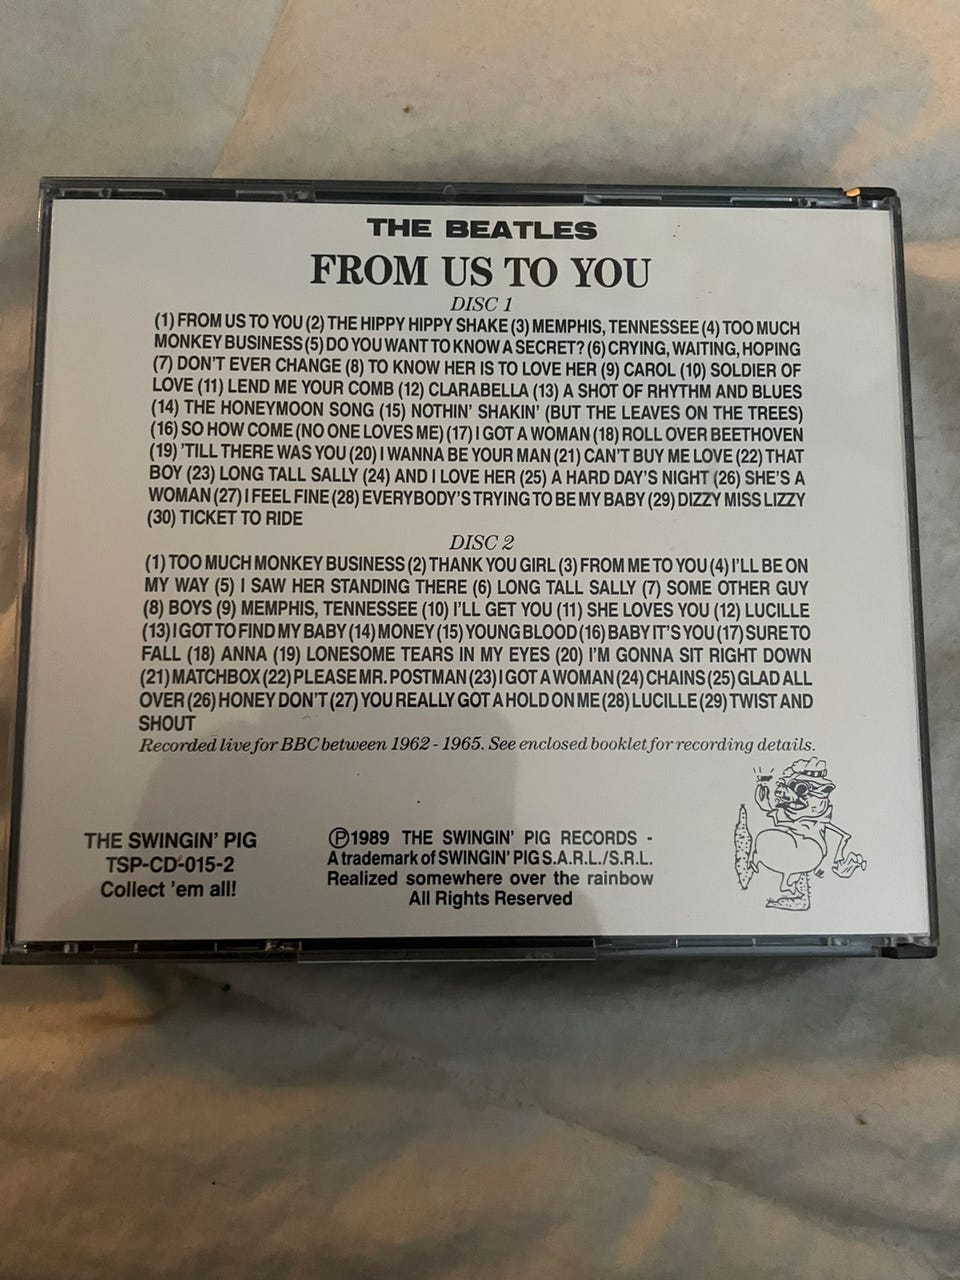 THE BEATLES
FROM US TO YOU
DISC 1
(1) FROM US TO YOU (2) THE HIPPY HIPPY SHAKE (3) MEMPHIS, TENNESSEE (4) TOO MUCH
MONKEY BUSINESS (5) DO YOU WANT TO KNOW A SECRET? (6) CRYING, WAITING, HOPING
(7) DON'T EVER CHANGE (8) TO KNOW HER IS TO LOVE HER (9) CAROL (10) SOLDIER OF
LOVE (11) LEND ME YOUR COMB (12) CLARABELLA (13) A SHOT OF RHYTHM AND BLUES
(14) THE HONEYMOON SONG (15) NOTHIN' SHAKIN' (BUT THE LEAVES ON THE TREES)
(16) SO HOW COME (NO ONE LOVES ME) (17) I GOT A WOMAN (18) ROLL OVER BEETHOVEN
(19) 'TILL THERE WAS YOU (20) I WANNA BE YOUR MAN (21) CAN'T BUY ME LOVE (22) THAT
BOY (23) LONG TALL SALLY (24) AND I LOVE HER (25) A HARD DAY'S NIGHT (26) SHE'S A
WOMAN (27) I FEEL FINE (28) EVERYBODY'S TRYING TO BE MY BABY (29) DIZZY MISS LIZZY
(30) TICKET TO RIDE
DISC 2
(1) TOO MUCH MONKEY BUSINESS (2) THANK YOU GIRL (3) FROM ME TO YOU (4) I'LL BE ON
MY WAY (5) I SAW HER STANDING THERE (6) LONG TALL SALLY (7) SOME OTHER GUY
(8) BOYS (9) MEMPHIS, TENNESSEE (10) I'LL GET YOU (11) SHE LOVES YOU (12) LUCILLE
(13) I GOT TO FIND MY BABY (14) MONEY (15) YOUNG BLOOD (16) BABY IT'S YOU (17) SURE TO
FALL (18) ANNA (19) LONESOME TEARS IN MY EYES (20) I'M GONNA SIT RIGHT DOWN
(21) MATCHBOX (22) PLEASE MR. POSTMAN (23) I GOT A WOMAN (24) CHAINS (25) GLAD ALL
OVER (26) HONEY DON'T (27) YOU REALLY GOT A HOLD ON ME (28) LUCILLE (29) TWIST AND
SHOUT
Recorded live for BBC between 1962 - 1965. See enclosed booklet for recording details.
THE SWINGIN' PIG
TSP-CD-015-2
Collect 'em all!
Ⓟ1989 THE SWINGIN' PIG RECORDS -
A trademark of SWINGIN' PIG S.A.R.L./S.R.L.
Realized somewhere over the rainbow
All Rights Reserved